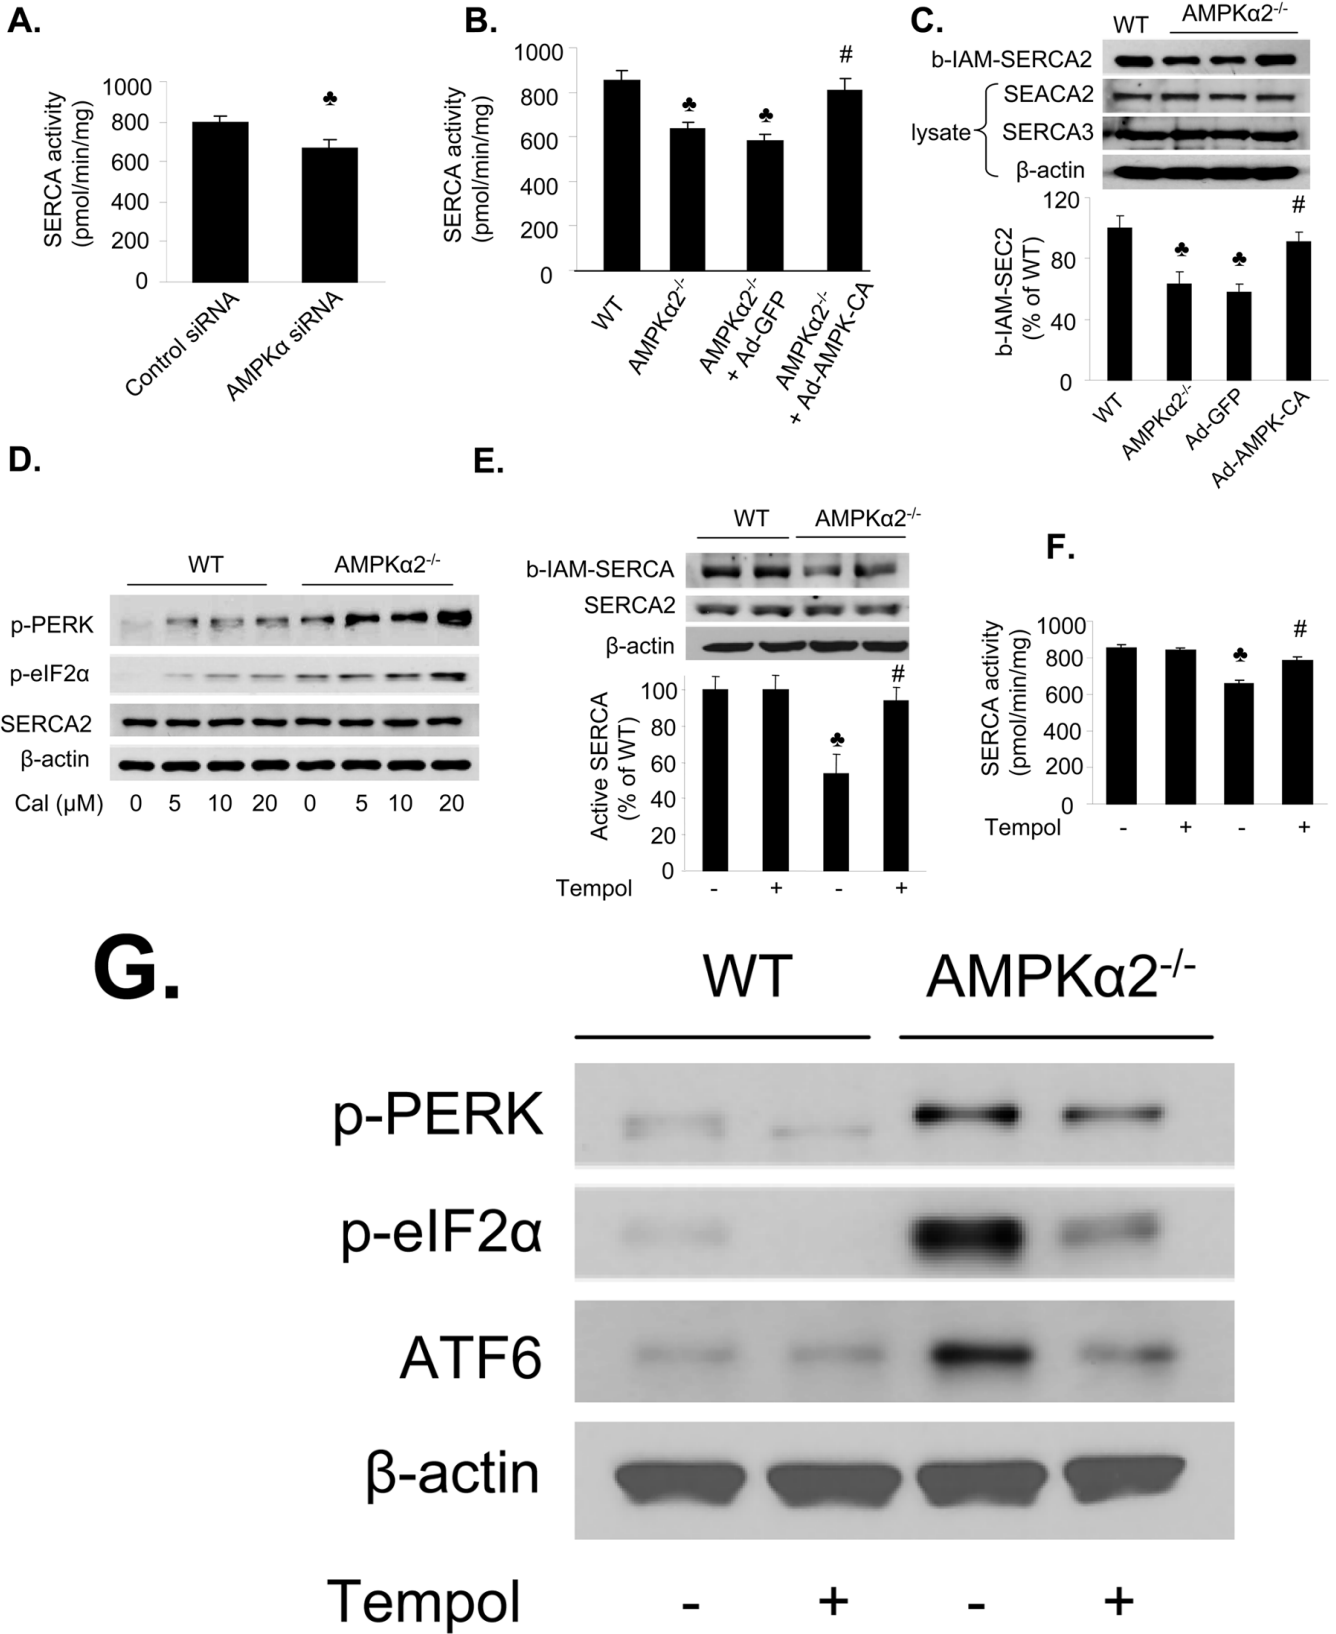 A.
SERCA activity
(pmol/min/mg)
1000
800
600
400
200
0
♣
Control siRNA
AMPKα siRNA
B.
SERCA activity
(pmol/min/mg)
1000
800
600
400
200
0
♣
♣
#
WT
AMPKα2-/-
AMPKα2-/-
+ Ad-GFP
AMPKα2-/-
+ Ad-AMPK-CA
C.
WT
AMPKα2-/-
b-IAM-SERCA2
lysate
SEACA2
SERCA3
β-actin
b-IAM-SEC2
(% of WT)
120
80
40
0
♣
♣
#
WT
AMPKα2-/-
Ad-GFP
Ad-AMPK-CA
D.
WT
AMPKα2-/-
p-PERK
p-eIF2α
SERCA2
β-actin
Cal (µM) 0 5 10 20 0 5 10 20
E.
WT
AMPKα2-/-
b-IAM-SERCA
SERCA2
β-actin
Active SERCA
(% of WT)
100
80
60
40
20
0
♣
#
Tempol - + - +
F.
SERCA activity
(pmol/min/mg)
1000
800
600
400
200
0
♣
#
Tempol - + - +
G.
WT
AMPKα2-/-
p-PERK
p-eIF2α
ATF6
β-actin
Tempol - + - +